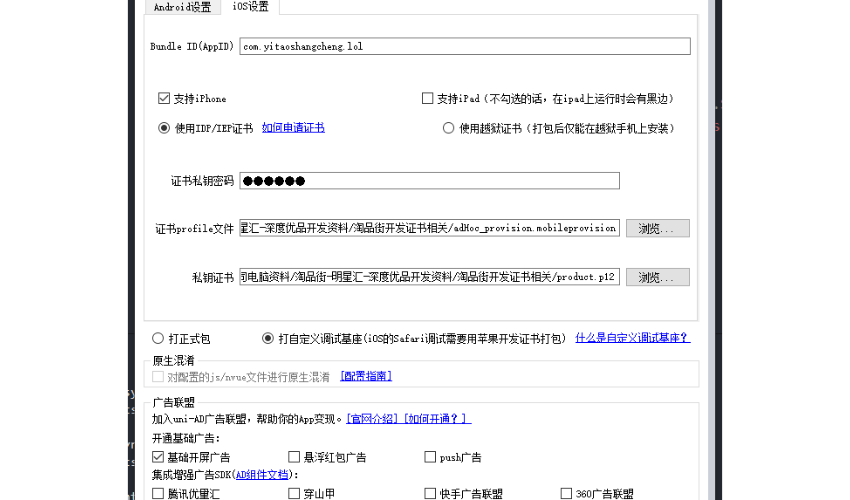 Android设置 iOS设置
Bundle ID(AppID) com.yitaoshangcheng.lol
支持iPhone 支持iPad（不勾选的话，在ipad上运行时会有黑边）
使用IDP/IEP证书 如何申请证书 使用越狱证书（打包后仅能在越狱手机上安装）
证书私钥密码 ●●●●●●
证书profile文件 星汇-深度优品开发资料/淘品街开发证书相关/adHoc_provision.mobileprovision 浏览...
私钥证书 司电脑资料/淘品街-明星汇-深度优品开发资料/淘品街开发证书相关/product.p12 浏览...
打正式包 打自定义调试基座(iOS的Safari调试需要用苹果开发证书打包) 什么是自定义调试基座？
原生混淆
对配置的js/nvue文件进行原生混淆 [配置指南]
广告联盟
加入uni-AD广告联盟，帮助你的App变现。[官网介绍] [如何开通？]
开通基础广告：
基础开屏广告 悬浮红包广告 push广告
集成增强广告SDK(AD组件文档)：
腾讯优量汇 穿山甲 快手广告联盟 360广告联盟